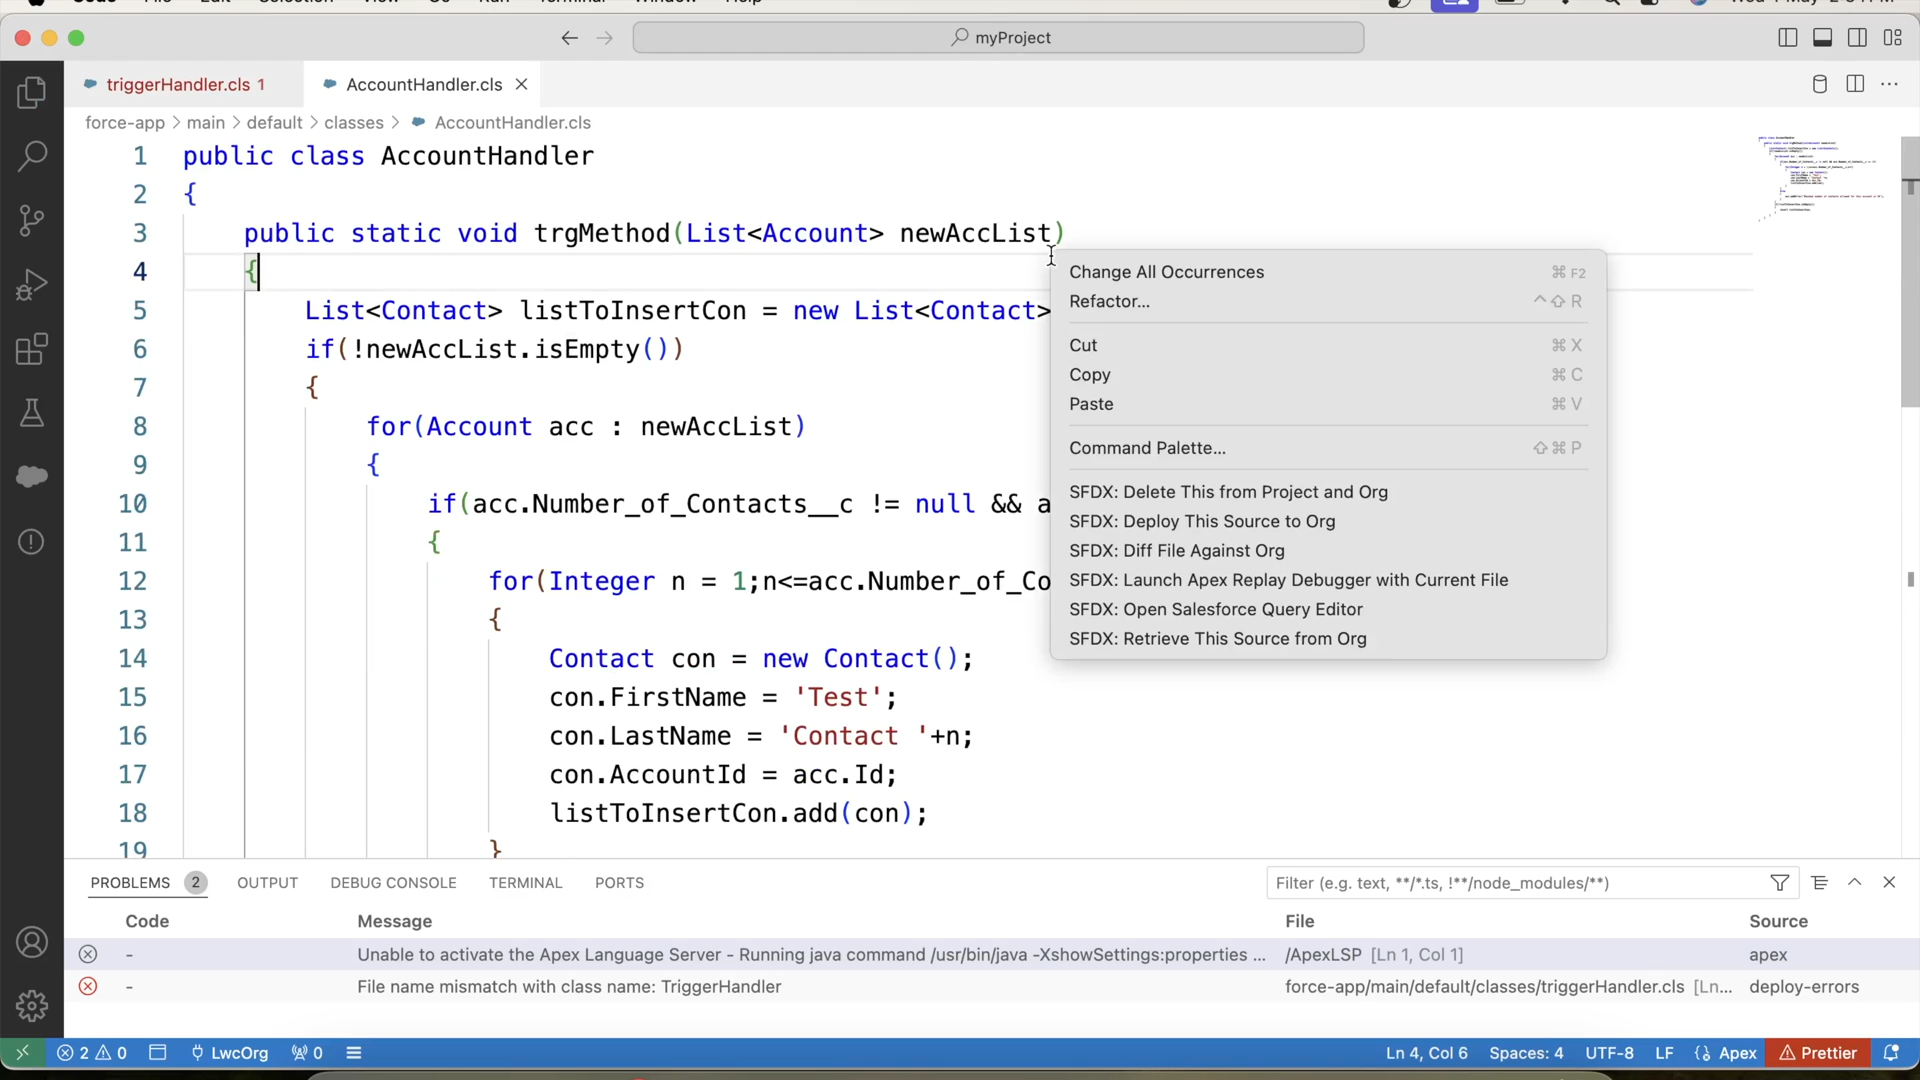 myProject
triggerHandler.cls 1
AccountHandler.cls
force-app > main > default > classes > AccountHandler.cls
1 public class AccountHandler
2 {
3 public static void trgMethod(List<Account> newAccList)
4 {
5 List<Contact> listToInsertCon = new List<Contact>
6 if(!newAccList.isEmpty())
7 {
8 for(Account acc : newAccList)
9 {
10 if(acc.Number_of_Contacts__c != null && a
11 {
12 for(Integer n = 1;n<=acc.Number_of_Co
13 {
14 Contact con = new Contact();
15 con.FirstName = 'Test';
16 con.LastName = 'Contact '+n;
17 con.AccountId = acc.Id;
18 listToInsertCon.add(con);
19 }
Change All Occurrences ⌘ F2
Refactor... ^⇧ R
Cut ⌘ X
Copy ⌘ C
Paste ⌘ V
Command Palette... ⇧⌘ P
SFDX: Delete This from Project and Org
SFDX: Deploy This Source to Org
SFDX: Diff File Against Org
SFDX: Launch Apex Replay Debugger with Current File
SFDX: Open Salesforce Query Editor
SFDX: Retrieve This Source from Org
PROBLEMS 2 OUTPUT DEBUG CONSOLE TERMINAL PORTS
Filter (e.g. text, **/*.ts, !**/node_modules/**)
Code Message File Source
- Unable to activate the Apex Language Server - Running java command /usr/bin/java -XshowSettings:properties ... /ApexLSP [Ln 1, Col 1] apex
- File name mismatch with class name: TriggerHandler force-app/main/default/classes/triggerHandler.cls [Ln... deploy-errors
2 0 LwcOrg 0 Ln 4, Col 6 Spaces: 4 UTF-8 LF Apex Prettier